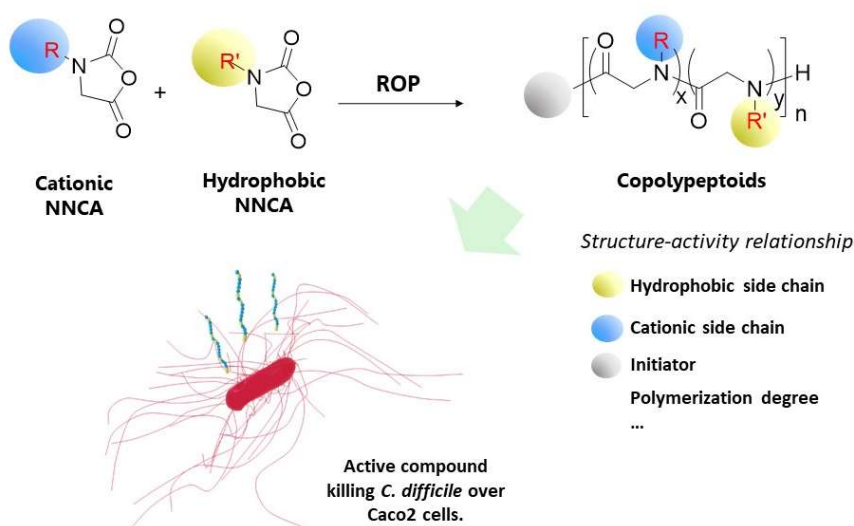 R
N
O
O
O
+
R'
N
O
O
O
ROP
O
R
N
x
O
N
R'
y
H
n
Cationic
NNCA
Hydrophobic
NNCA
Copolypeptoids
Structure-activity relationship
Hydrophobic side chain
Cationic side chain
Initiator
Polymerization degree
...
Active compound
killing C. difficile over
Caco2 cells.